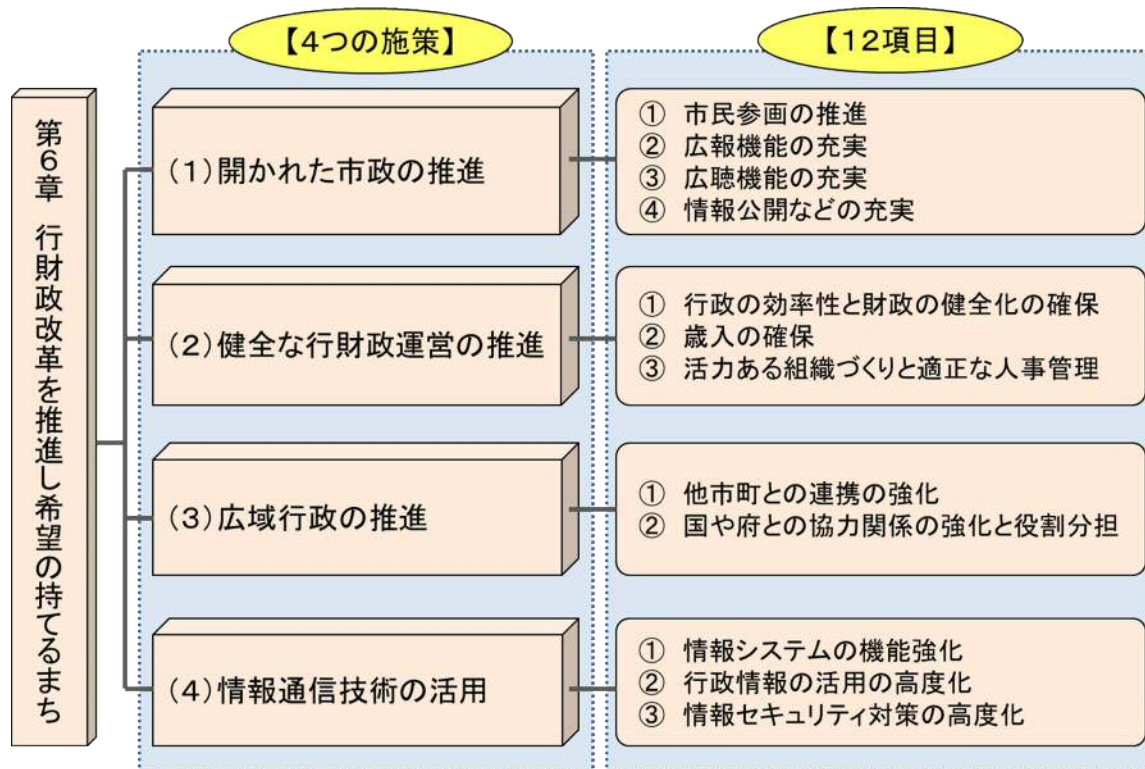 【4つの施策】
【12項目】
第6章 行財政改革を推進し希望の持てるまち
(1)開かれた市政の推進
① 市民参画の推進
② 広報機能の充実
③ 広聴機能の充実
④ 情報公開などの充実
(2)健全な行財政運営の推進
① 行政の効率性と財政の健全化の確保
② 歳入の確保
③ 活力ある組織づくりと適正な人事管理
(3)広域行政の推進
① 他市町との連携の強化
② 国や府との協力関係の強化と役割分担
(4)情報通信技術の活用
① 情報システムの機能強化
② 行政情報の活用の高度化
③ 情報セキュリティ対策の高度化